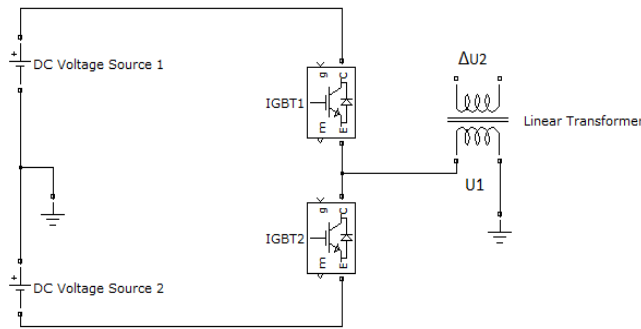 DC Voltage Source 1
g
C
IGBT1
m
E
ΔU2
Linear Transformer
U1
g
C
IGBT2
m
E
DC Voltage Source 2
+
+